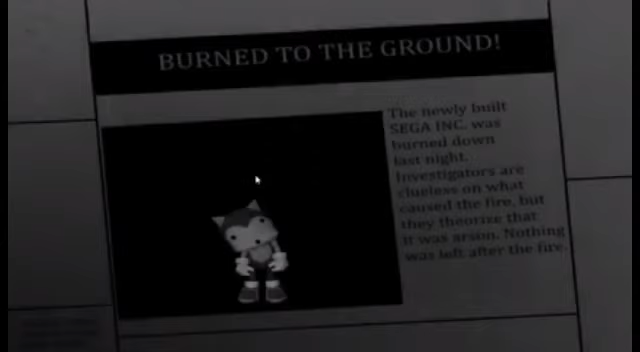 BURNED TO THE GROUND!
The newly built
SEGA INC. was
burned down
last night.
Investigators are
clueless on what
caused the fire, but
they theorize that
it was arson. Nothing
was left after the fire.